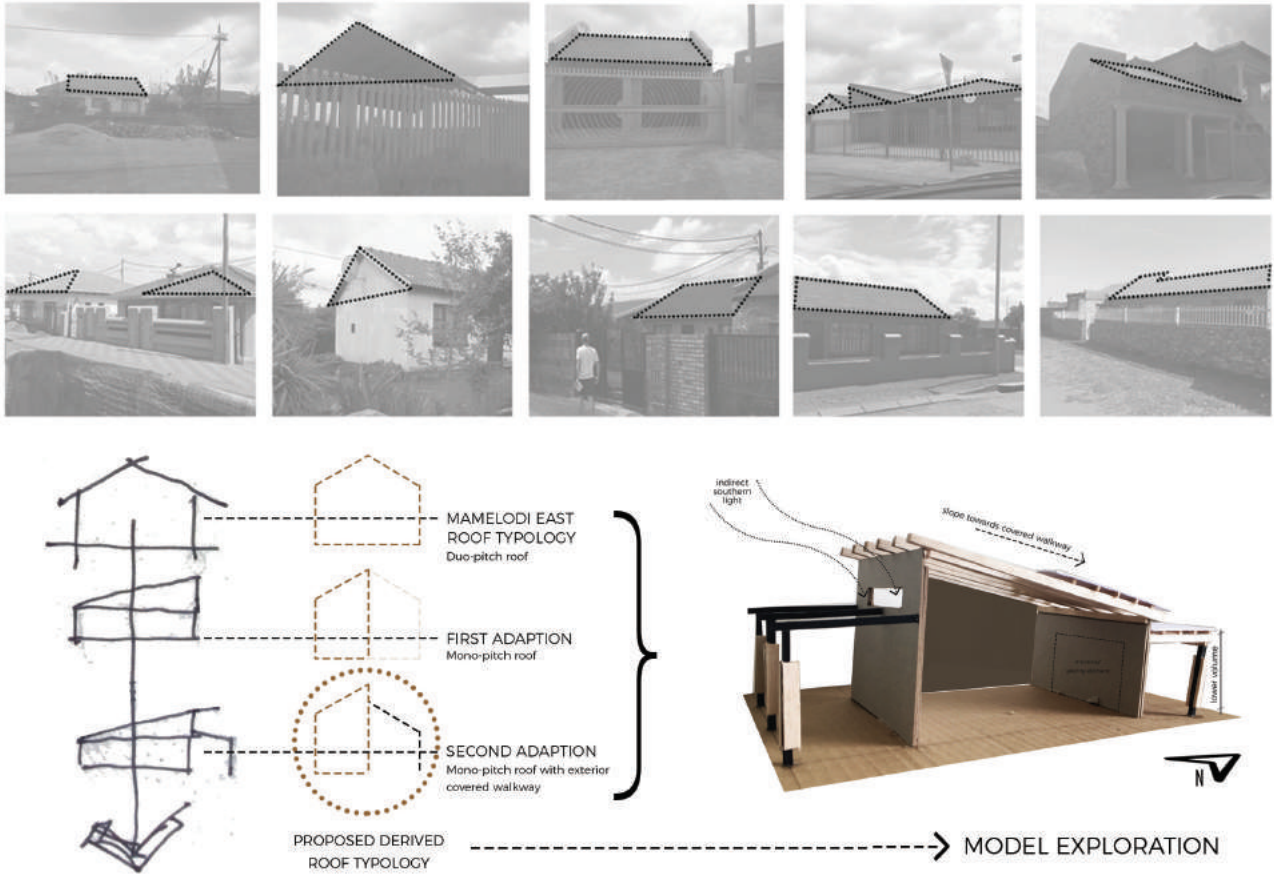 MAMELODI EAST
ROOF TYPOLOGY
Duo-pitch roof
FIRST ADAPTION
Mono-pitch roof
SECOND ADAPTION
Mono-pitch roof with exterior
covered walkway
PROPOSED DERIVED
ROOF TYPOLOGY
indirect
southern
light
slope towards covered walkway
lower volume
N
MODEL EXPLORATION